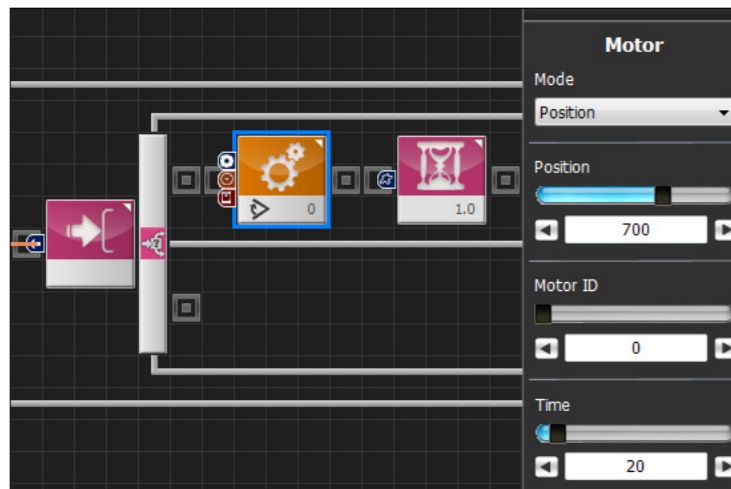 Motor
Mode
Position
Position
700
Motor ID
0
Time
20
0
1.0
?